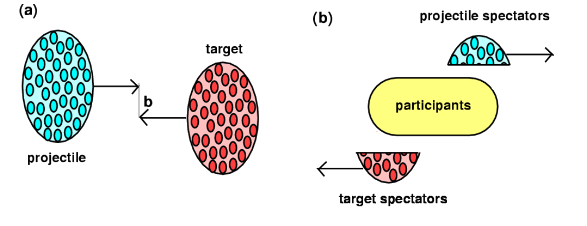 (a)
target
b
projectile
(b)
projectile spectators
participants
target spectators